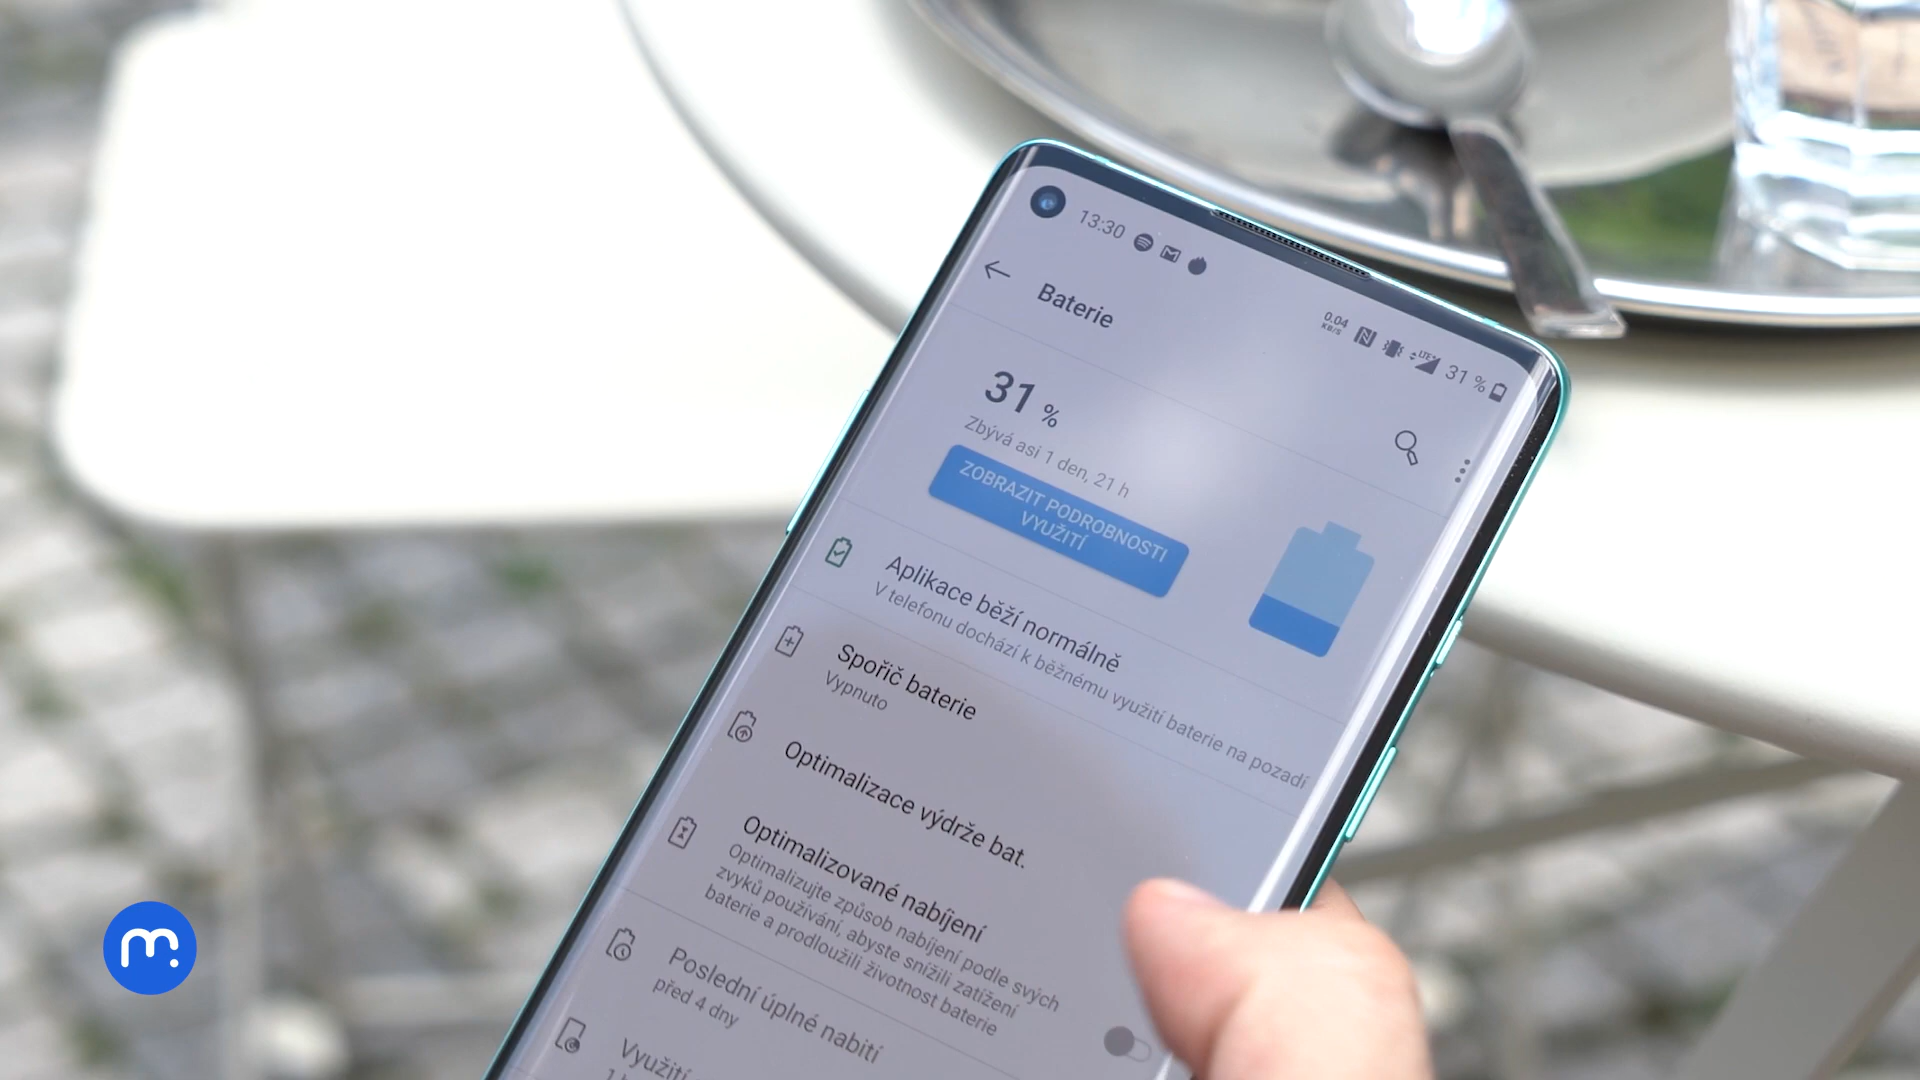 13:30
0.04
KB/S
LTE+
31 %
Baterie
31 %
Zbývá asi 1 den, 21 h
ZOBRAZIT PODROBNOSTI
VYUŽITÍ
Aplikace běží normálně
V telefonu dochází k běžnému využití baterie na pozadí
Spořič baterie
Vypnuto
Optimalizace výdrže bat.
Optimalizované nabíjení
Optimalizujte způsob nabíjení podle svých
zvyků používání, abyste snížili zatížení
baterie a prodloužili životnost baterie
Poslední úplné nabití
před 4 dny
Využití
m.